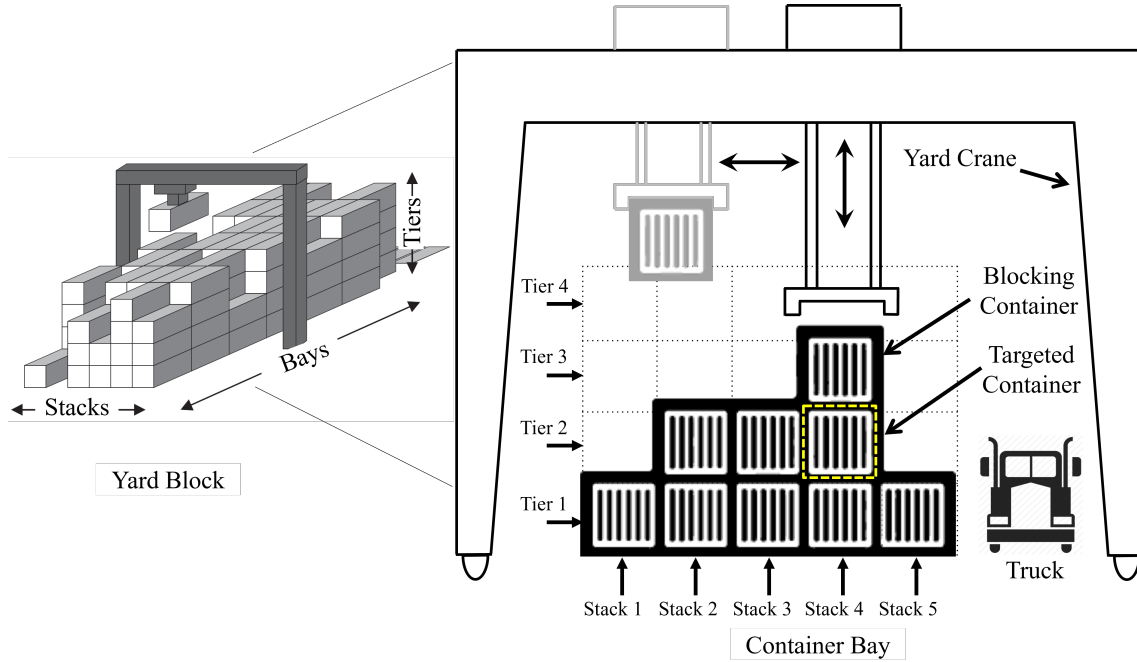 Tiers
Bays
Stacks
Yard Block
Yard Crane
Blocking
Container
Targeted
Container
Tier 4
Tier 3
Tier 2
Tier 1
Truck
Stack 1
Stack 2
Stack 3
Stack 4
Stack 5
Container Bay